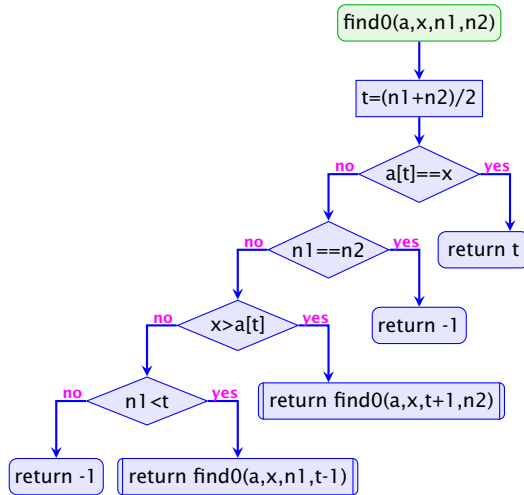 find0(a,x,n1,n2)
t=(n1+n2)/2
a[t]==x
no
yes
return t
n1==n2
no
yes
return -1
x>a[t]
no
yes
return find0(a,x,t+1,n2)
n1<t
no
yes
return -1
return find0(a,x,n1,t-1)